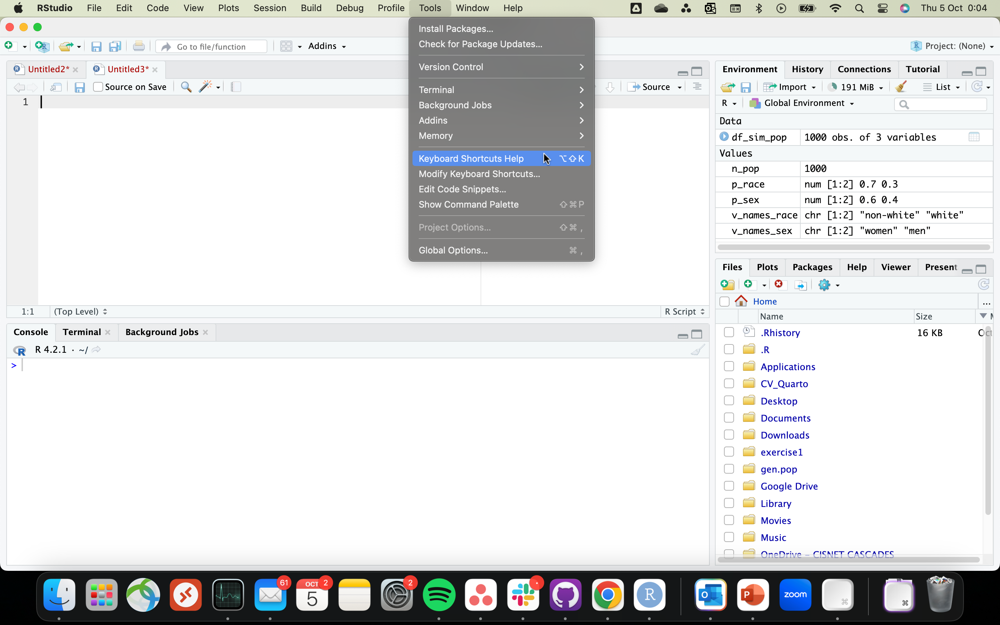 RStudio File Edit Code View Plots Session Build Debug Profile Tools Window Help Thu 5 Oct 0:04
Install Packages...
Check for Package Updates...
Version Control
Terminal
Background Jobs
Addins
Memory
Keyboard Shortcuts Help ⌥⇧K
Modify Keyboard Shortcuts...
Edit Code Snippets...
Show Command Palette ⇧⌘P
Project Options... ⇧⌘,
Global Options... ⌘,
Go to file/function Addins Project: (None)
Untitled2* Untitled3*
Source on Save Source
1
1:1 (Top Level) R Script
Console Terminal Background Jobs
R 4.2.1 · ~/
>
Environment History Connections Tutorial
Import 191 MiB List
R Global Environment
Data
df_sim_pop 1000 obs. of 3 variables
Values
n_pop 1000
p_race num [1:2] 0.7 0.3
p_sex num [1:2] 0.6 0.4
v_names_race chr [1:2] "non-white" "white"
v_names_sex chr [1:2] "women" "men"
Files Plots Packages Help Viewer Present
Home ...
Name Size
.Rhistory 16 KB Oct
.R
Applications
CV_Quarto
Desktop
Documents
Downloads
exercise1
gen.pop
Google Drive
Library
Movies
Music
OneDrive - CISNET CASCADES
61 OCT 2 2
5 R O P zoom ⌘ ⌘